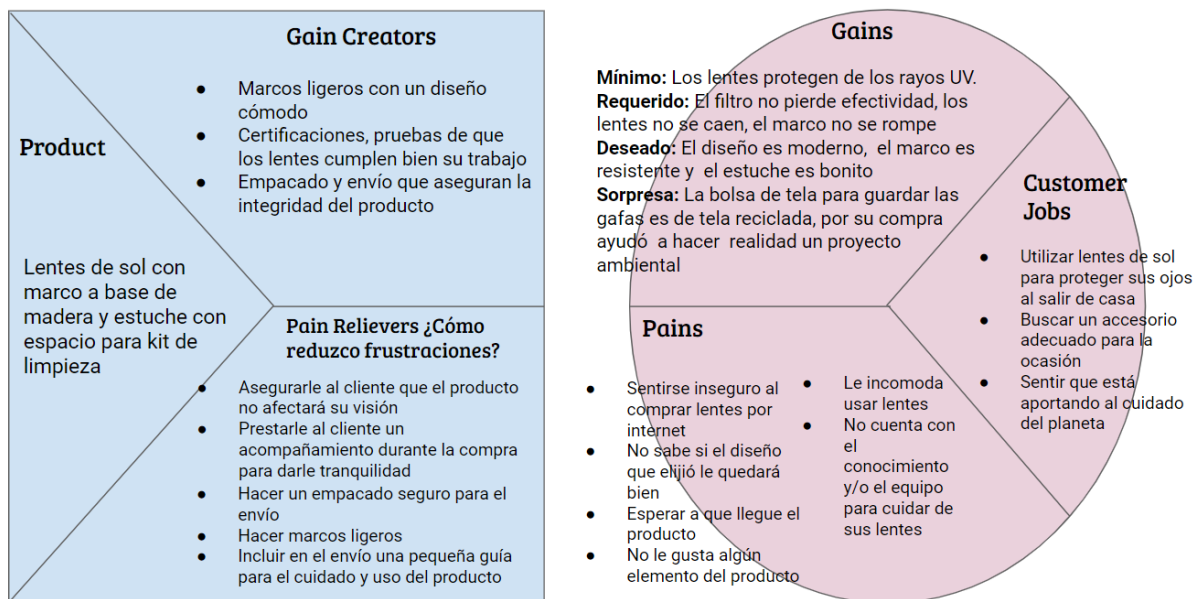 Product
Lentes de sol con
marco a base de
madera y estuche con
espacio para kit de
limpieza
Gain Creators
● Marcos ligeros con un diseño
cómodo
● Certificaciones, pruebas de que
los lentes cumplen bien su trabajo
● Empacado y envío que aseguran la
integridad del producto
Pain Relievers ¿Cómo
reduzco frustraciones?
● Asegurarle al cliente que el producto
no afectará su visión
● Prestarle al cliente un
acompañamiento durante la compra
para darle tranquilidad
● Hacer un empacado seguro para el
envío
● Hacer marcos ligeros
● Incluir en el envío una pequeña guía
para el cuidado y uso del producto
Gains
Mínimo: Los lentes protegen de los rayos UV.
Requerido: El filtro no pierde efectividad, los
lentes no se caen, el marco no se rompe
Deseado: El diseño es moderno, el marco es
resistente y el estuche es bonito
Sorpresa: La bolsa de tela para guardar las
gafas es de tela reciclada, por su compra
ayudó a hacer realidad un proyecto
ambiental
Customer
Jobs
● Utilizar lentes de sol
para proteger sus ojos
al salir de casa
● Buscar un accesorio
adecuado para la
ocasión
● Sentir que está
aportando al cuidado
del planeta
Pains
● Sentirse inseguro al
comprar lentes por
internet
● No sabe si el diseño
que elijió le quedará
bien
● Esperar a que llegue el
producto
● No le gusta algún
elemento del producto
● Le incomoda
usar lentes
● No cuenta con
el
conocimiento
y/o el equipo
para cuidar de
sus lentes